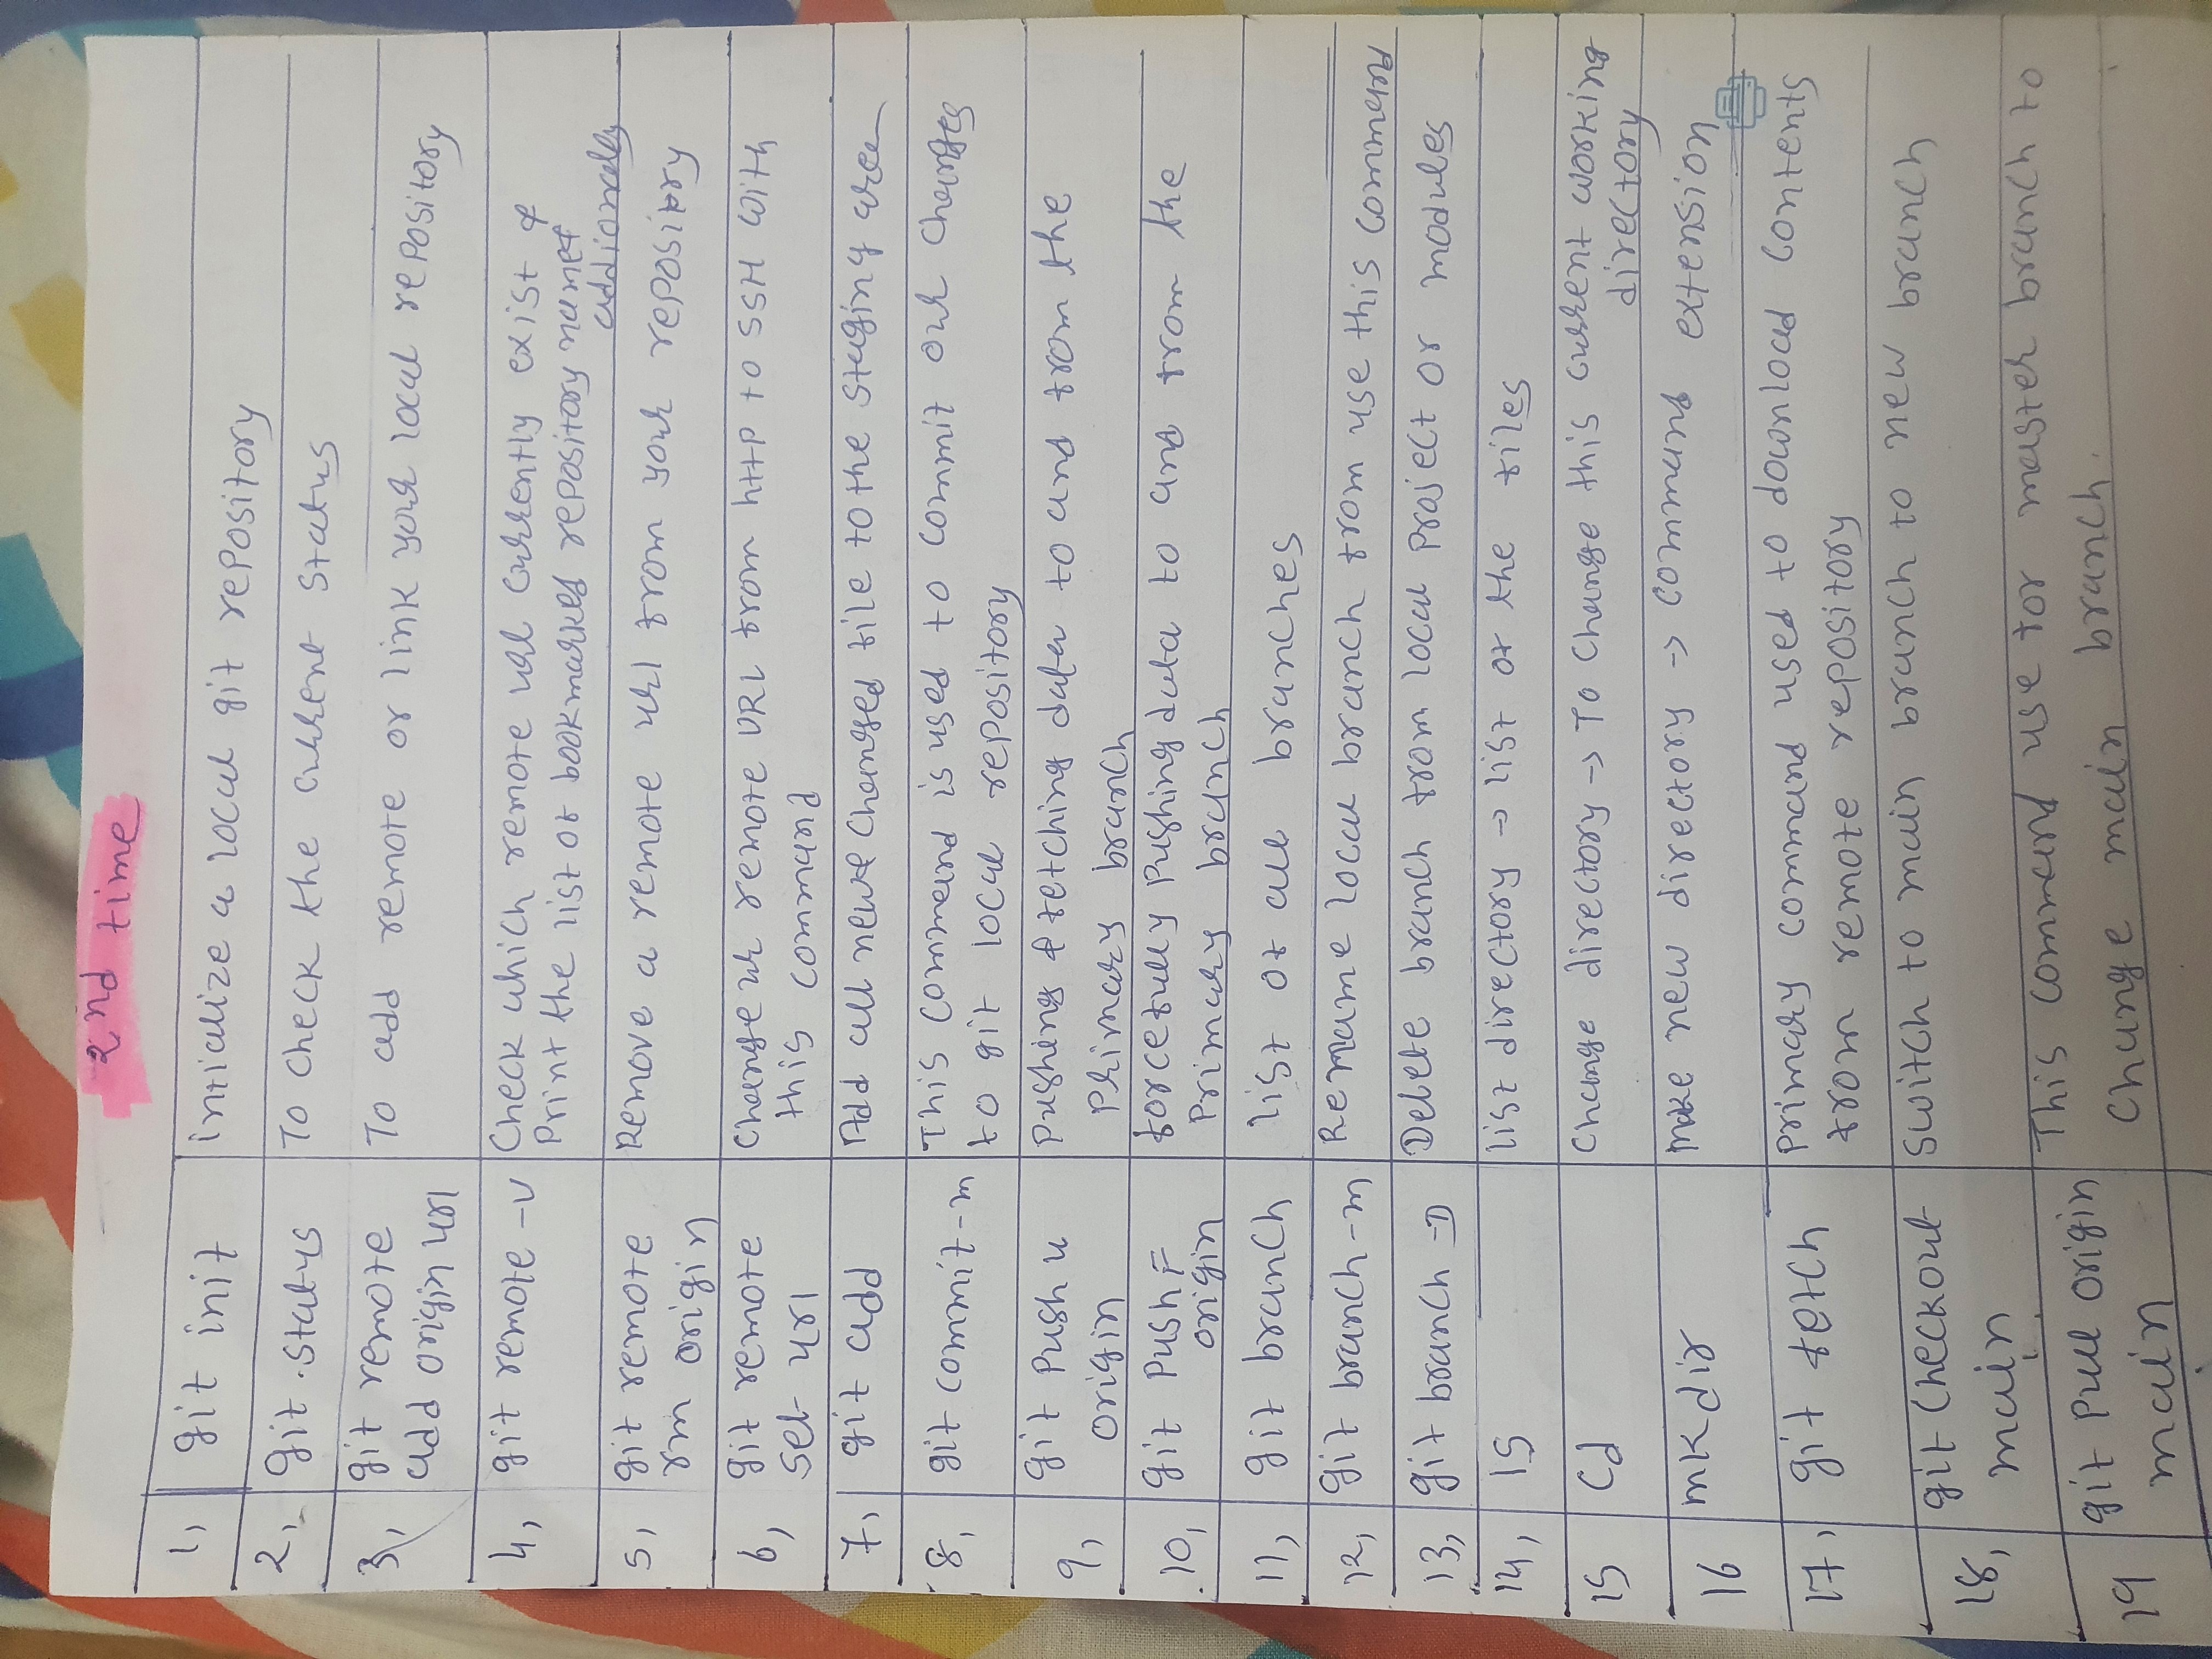 2nd time
1, git init intialize a local git repository
2, git status To check the current status
3, git remote To add remote or link your local repository
add origin url
4, git remote -v Check which remote url currently exist &
Print the list of bookmarked repository names
addionally
5, git remote Remove a remote url from your repository
rm origin
6, git remote change ur remote URL from http to SSH with
set url this command
7, git add Add all new & changed file to the staging area
8, git commit -m This command is used to commit our changes
to git local repository
9, git Push u pushing & fetching data to and from the
origin primary branch
10, git Push F forcefully pushing data to and from the
origin primary branch
11, git branch list of all branches
12, git branch -m Rename local branch from use this command
13, git branch -D Delete branch from local project or modules
14, ls list directory → list of the files
15 cd change directory → To change this current working
directory
16 mkdir make new directory → command extension
17, git fetch primary command used to download contents
from remote repository
18, git checkout switch to main branch to new branch
main
19 git pull origin This command use for master branch to
main change main branch.